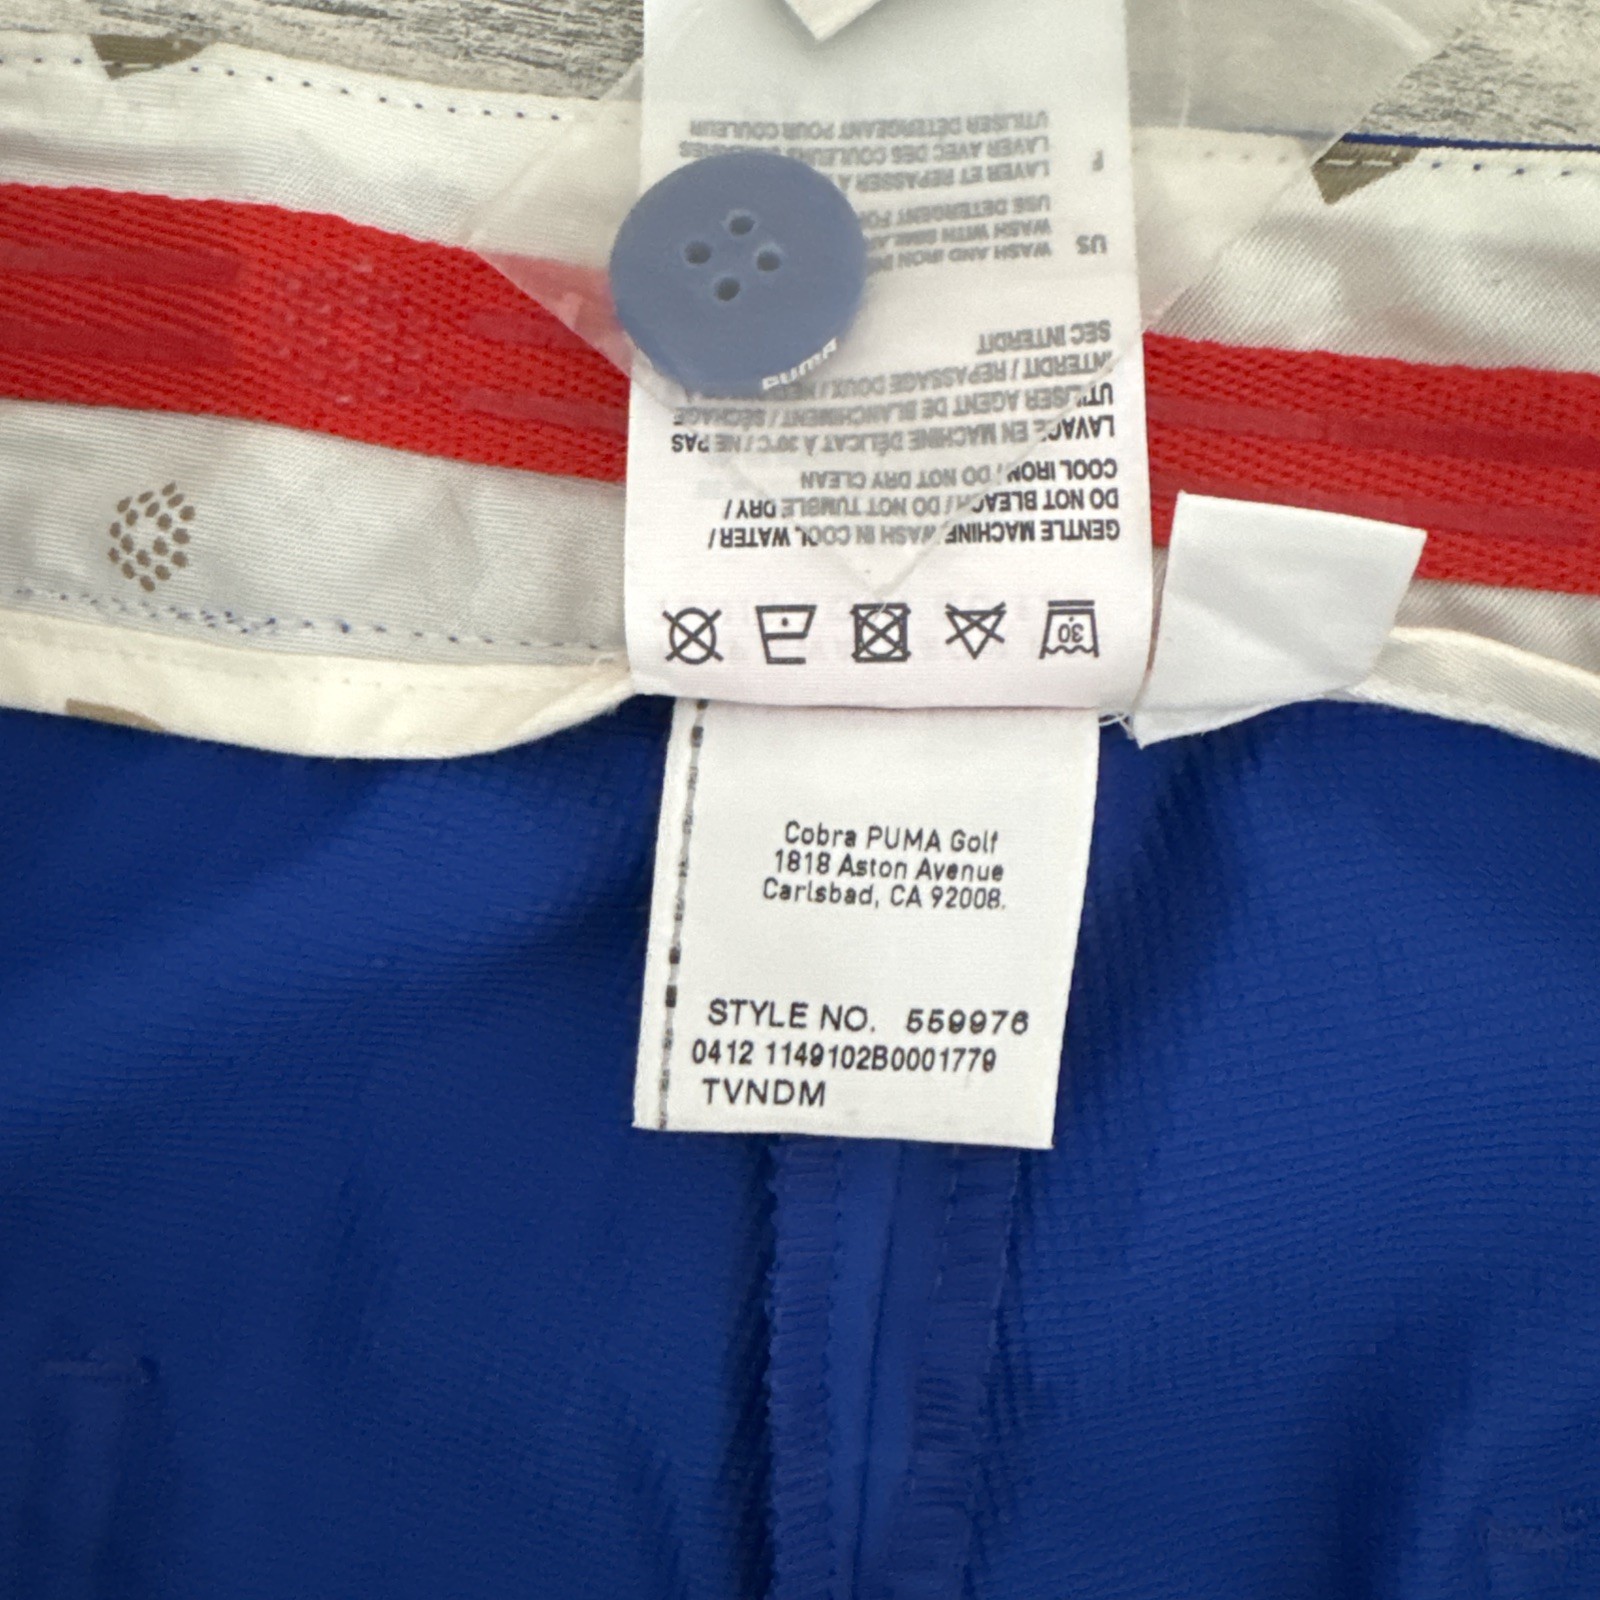 30
GENTLE MACHINE WASH IN COOL WATER /
DO NOT BLEACH / DO NOT TUMBLE DRY /
COOL IRON / DO NOT DRY CLEAN
LAVAGE EN MACHINE DÉLICAT À 30°C / NE PAS
UTILISER AGENT DE BLANCHIMENT / SÉCHAGE
INTERDIT / REPASSAGE DOUX /
SEC INTERDIT
US WASH AND IRON
WASH WITH
USE DETERGENT
F LAVER ET REPASSER À
LAVER AVEC DES COULEURS
UTILISER DETERGEANT POUR COULEUR
PUMA
Cobra PUMA Golf
1818 Aston Avenue
Carlsbad, CA 92008.
STYLE NO. 559976
0412 1149102B0001779
TVNDM